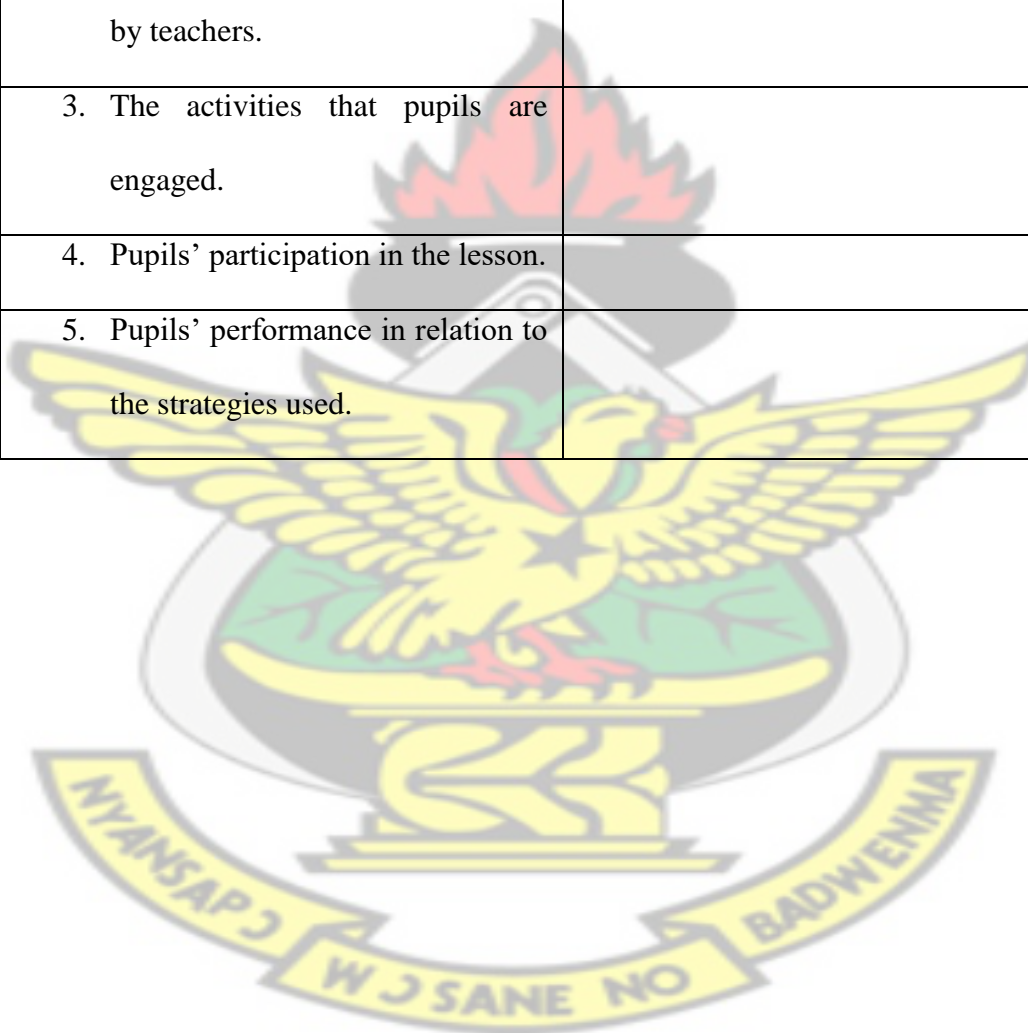 by teachers.
3. The activities that pupils are
engaged.
4. Pupils’ participation in the lesson.
5. Pupils’ performance in relation to
the strategies used.
NYANSAPƆ
WƆSANE NO
BADWENMA